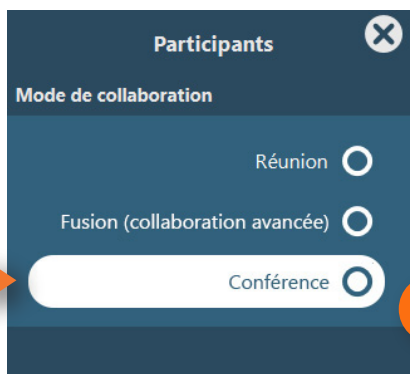 Participants
Mode de collaboration
Réunion
Fusion (collaboration avancée)
Conférence